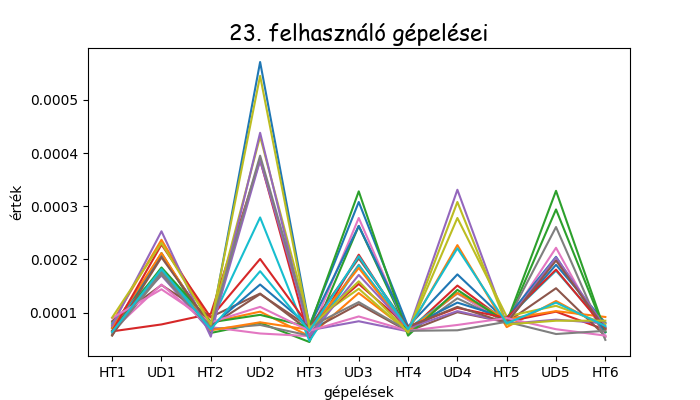 23. felhasználó gépelései
érték
0.0005
0.0004
0.0003
0.0002
0.0001
HT1 UD1 HT2 UD2 HT3 UD3 HT4 UD4 HT5 UD5 HT6
gépelések